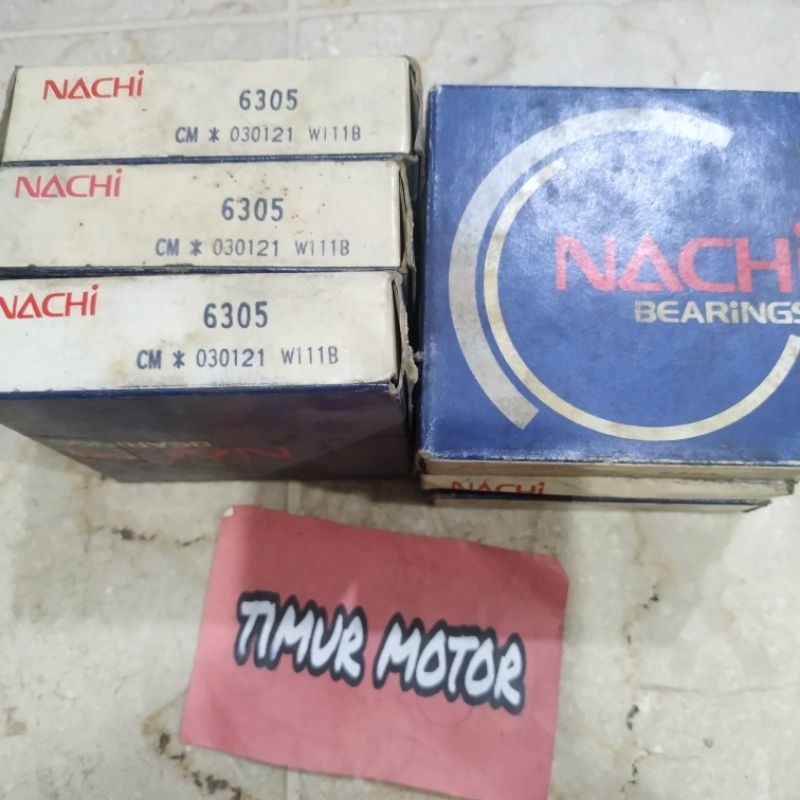 NACHi
6305
CM * 030121 W111B
NACHi
6305
CM * 030121 W111B
NACHi
6305
CM * 030121 W111B
NACHi
BEARiNGS
NACHi
TIMUR MOTOR